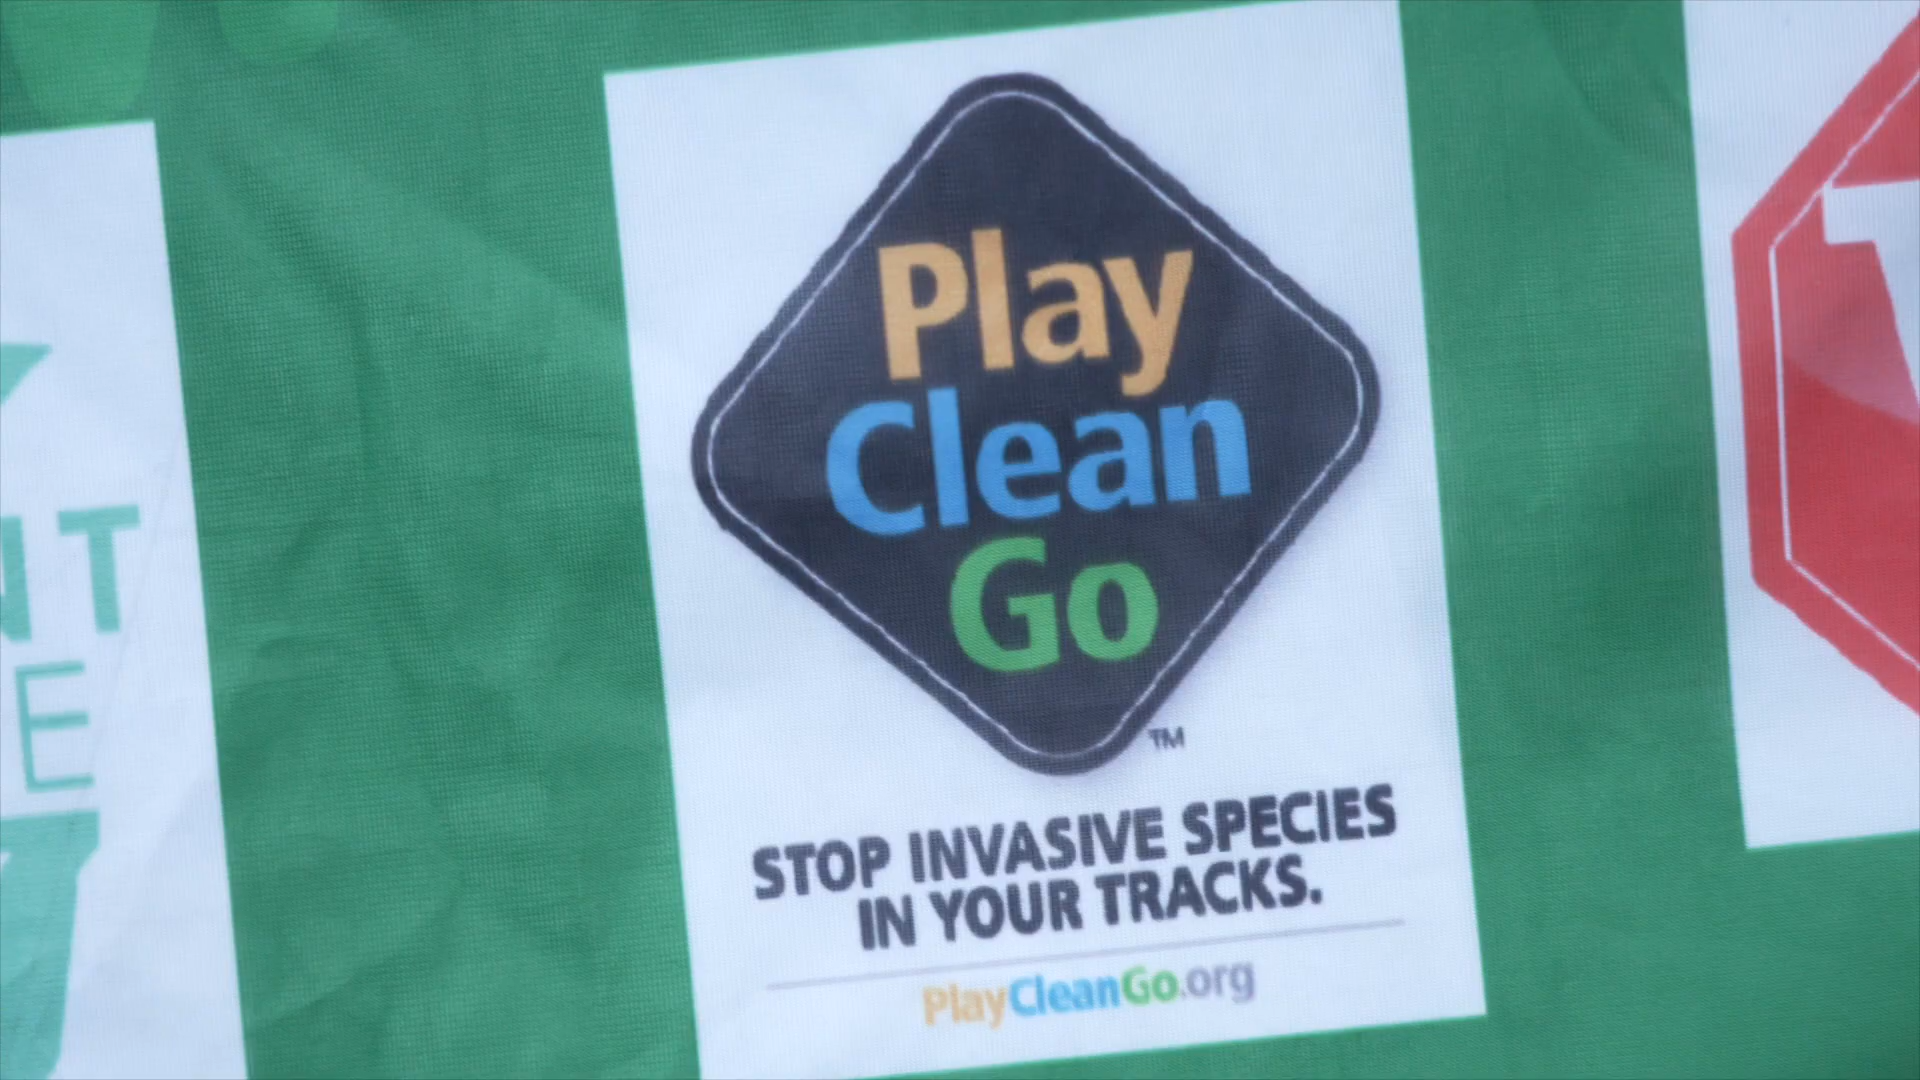 Play
Clean
Go
TM
STOP INVASIVE SPECIES
IN YOUR TRACKS.
PlayCleanGo.org